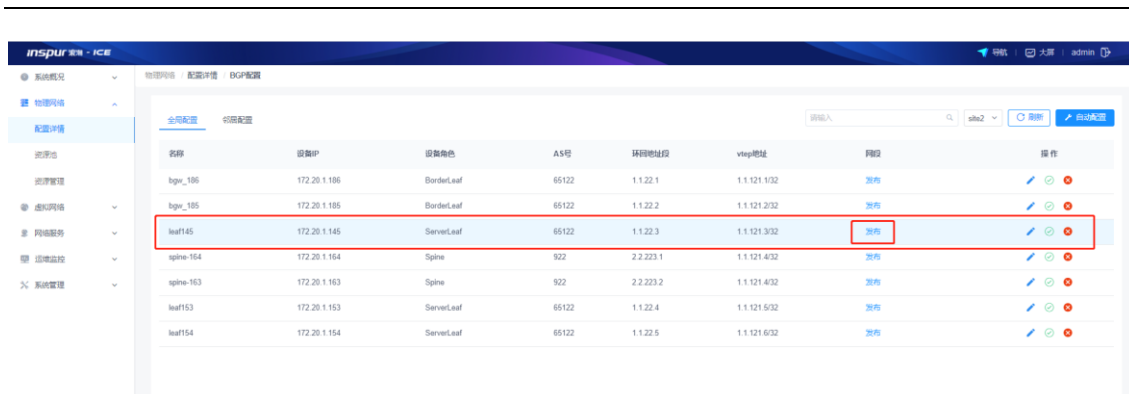 inspur 浪潮 - ICE 导航 大屏 admin
系统概况
物理网络
配置详情
资源池
资源管理
虚拟网络
网络服务
运维监控
系统管理
物理网络 / 配置详情 / BGP配置
全局配置 邻居配置 请输入 site2 刷新 自动配置
名称 设备IP 设备角色 AS号 环回地址段 vtep地址 网段 操作
bgw_186 172.20.1.186 BorderLeaf 65122 1.1.22.1 1.1.121.1/32 发布
bgw_185 172.20.1.185 BorderLeaf 65122 1.1.22.2 1.1.121.2/32 发布
leaf145 172.20.1.145 ServerLeaf 65122 1.1.22.3 1.1.121.3/32 发布
spine-164 172.20.1.164 Spine 922 2.2.223.1 1.1.121.4/32 发布
spine-163 172.20.1.163 Spine 922 2.2.223.2 1.1.121.4/32 发布
leaf153 172.20.1.153 ServerLeaf 65122 1.1.22.4 1.1.121.5/32 发布
leaf154 172.20.1.154 ServerLeaf 65122 1.1.22.5 1.1.121.6/32 发布